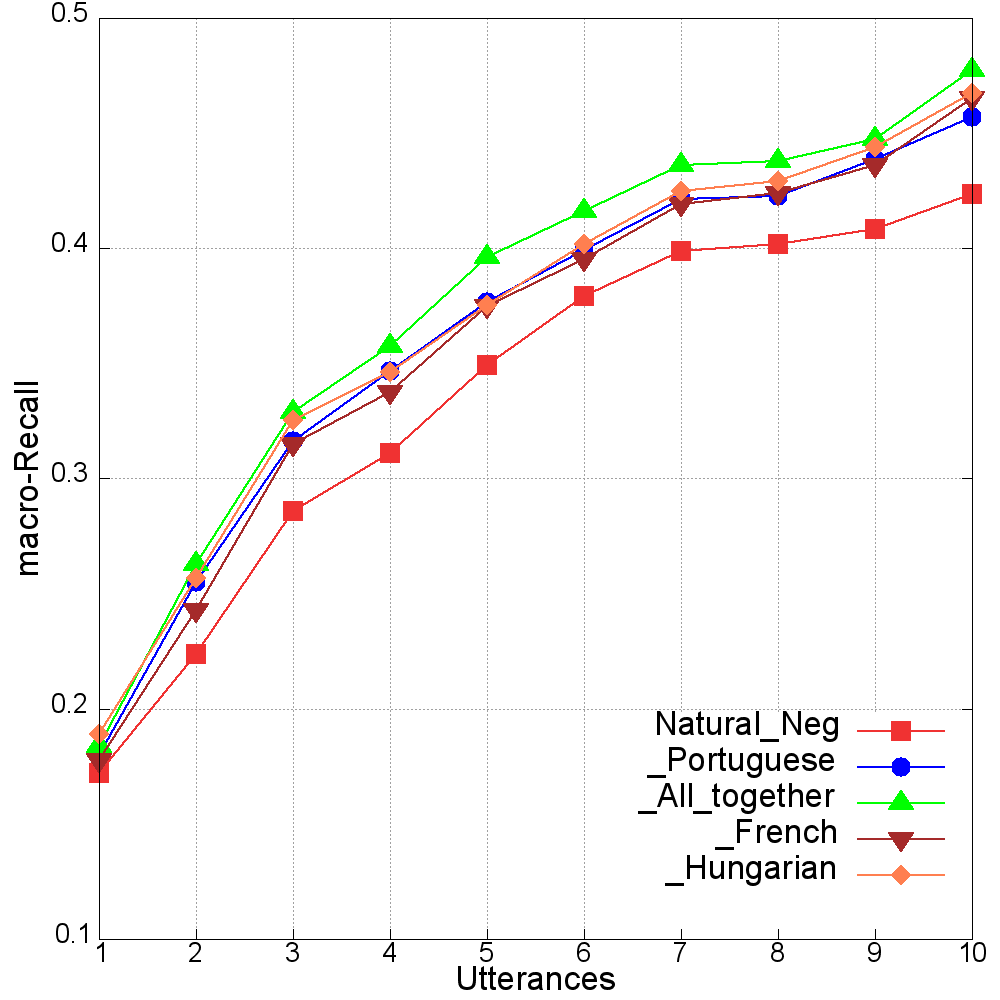 0.5
0.4
0.3
0.2
0.1
macro-Recall
Natural_Neg
_Portuguese
_All_together
_French
_Hungarian
1 2 3 4 5 6 7 8 9 10
Utterances